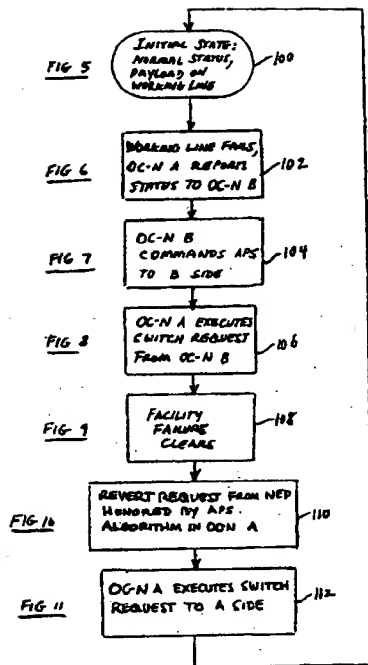 INITIAL STATE:
NORMAL STATUS,
PAYLOAD ON
WORKING LINE
100
FIG 5
WORKING LINE FAILS,
OC-N A REPORTS
STATUS TO OC-N B
102
FIG 6
OC-N B
COMMANDS APS
TO B SIDE
104
FIG 7
OC-N A EXECUTES
SWITCH REQUEST
FROM OC-N B
106
FIG 8
FACILITY
FAILURE
CLEARS
108
FIG 9
REVERT REQUEST FROM NEP
HONORED BY APS.
ALGORITHM IN OCN A
110
FIG 10
OC-N A EXECUTES SWITCH
REQUEST TO A SIDE
112
FIG 11